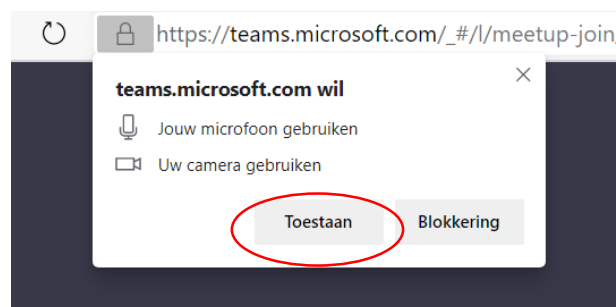 https://teams.microsoft.com/_#/l/meetup-join/
teams.microsoft.com wil
Jouw microfoon gebruiken
Uw camera gebruiken
Toestaan
Blokkering